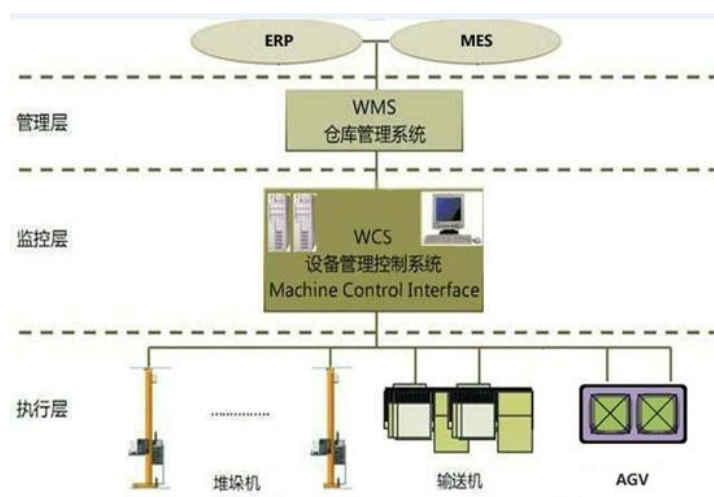 ERP
MES
管理层
WMS
仓库管理系统
监控层
WCS
设备管理控制系统
Machine Control Interface
执行层
..............
堆垛机
输送机
AGV